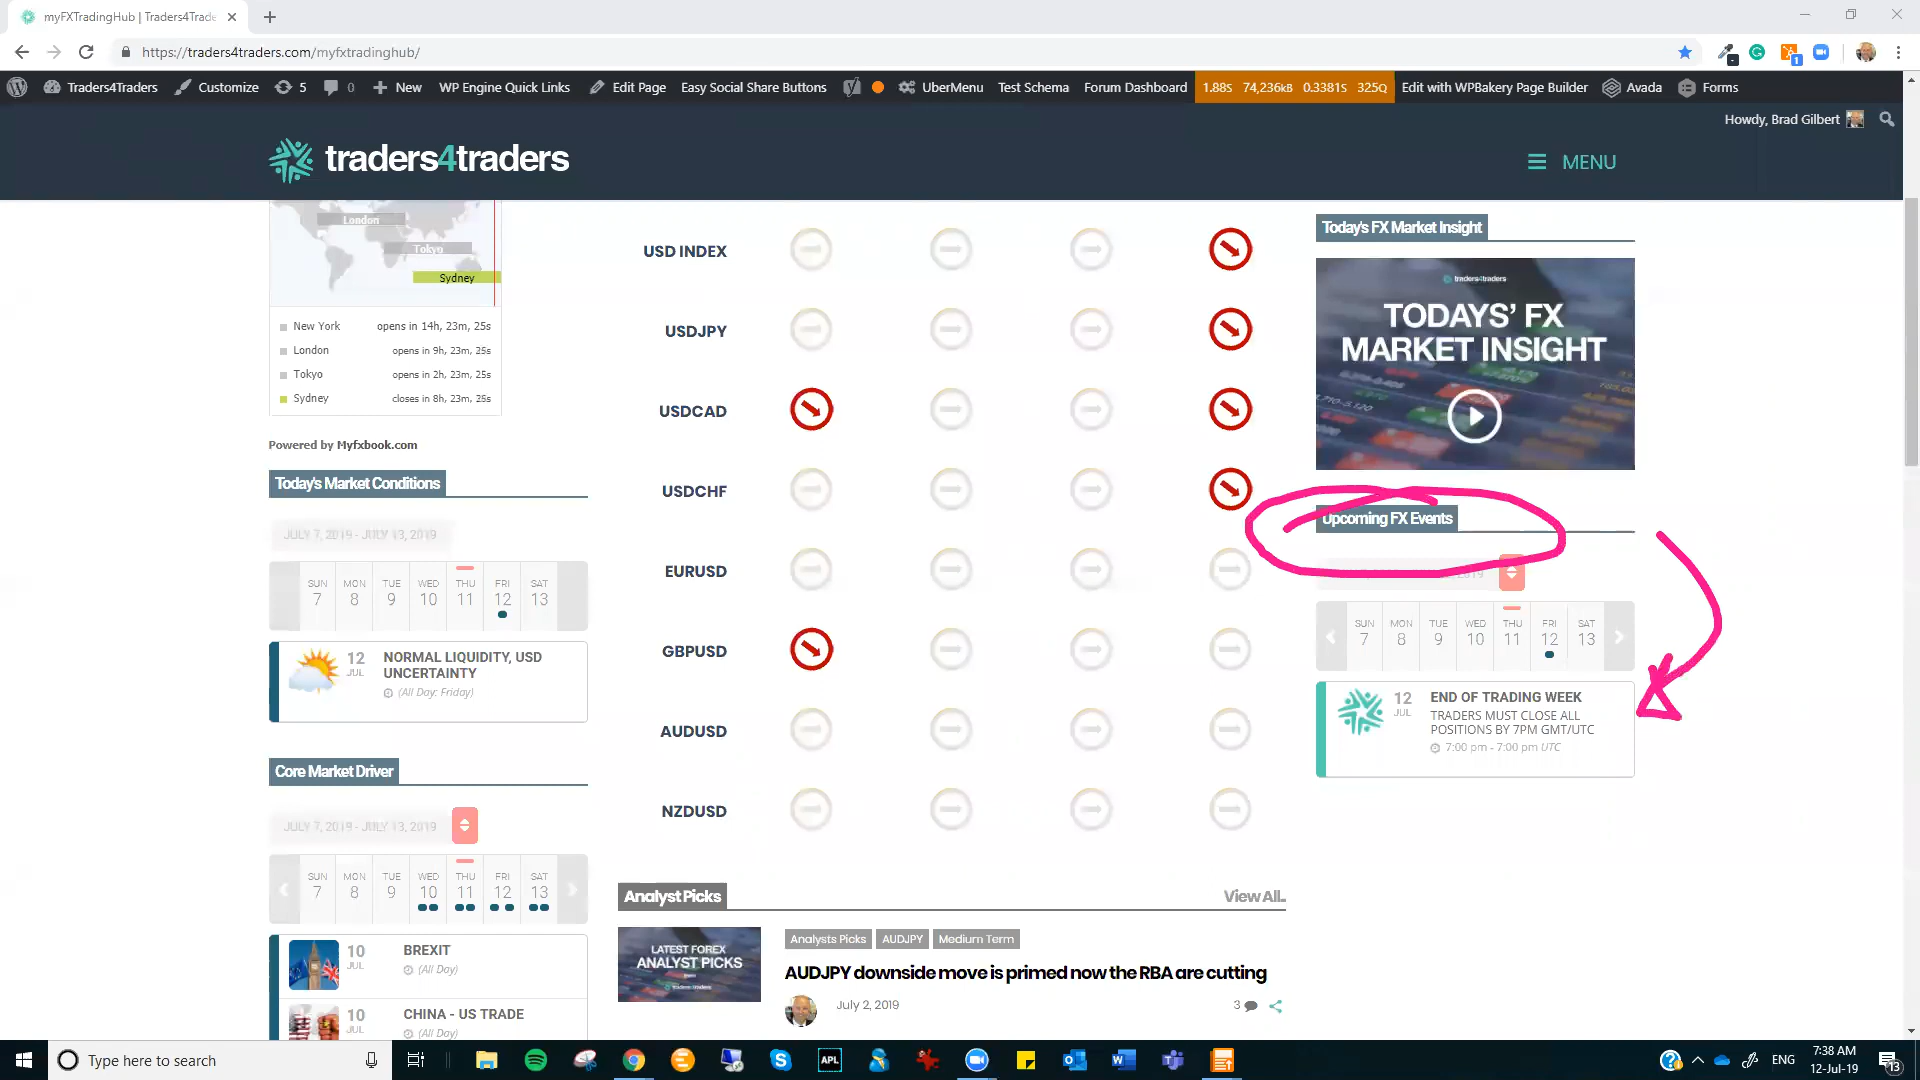 myFXTradingHub | Traders4Trade
https://traders4traders.com/myfxtradinghub/
Traders4Traders Customize 5 0 New WP Engine Quick Links Edit Page Easy Social Share Buttons UberMenu Test Schema Forum Dashboard 1.88S 74,236KB 0.3381S 325Q Edit with WPBakery Page Builder Avada Forms
Howdy, Brad Gilbert
traders4traders
MENU
London
Tokyo
Sydney
New York opens in 14h, 23m, 25s
London opens in 9h, 23m, 25s
Tokyo opens in 2h, 23m, 25s
Sydney closes in 8h, 23m, 25s
Powered by Myfxbook.com
Today's Market Conditions
JULY 7, 2019 - JULY 13, 2019
SUN MON TUE WED THU FRI SAT
7 8 9 10 11 12 13
12 JUL
NORMAL LIQUIDITY, USD
UNCERTAINTY
(All Day: Friday)
Core Market Driver
JULY 7, 2019 - JULY 13, 2019
SUN MON TUE WED THU FRI SAT
7 8 9 10 11 12 13
10 JUL
BREXIT
(All Day)
10 JUL
CHINA - US TRADE
(All Day)
USD INDEX
USDJPY
USDCAD
USDCHF
EURUSD
GBPUSD
AUDUSD
NZDUSD
Analyst Picks
View All..
LATEST FOREX
ANALYST PICKS
traders4traders
Analysts Picks AUDJPY Medium Term
AUDJPY downside move is primed now the RBA are cutting
July 2, 2019
3
Today's FX Market Insight
traders4traders
TODAYS' FX
MARKET INSIGHT
Upcoming FX Events
2019
SUN MON TUE WED THU FRI SAT
7 8 9 10 11 12 13
12 JUL
END OF TRADING WEEK
TRADERS MUST CLOSE ALL
POSITIONS BY 7PM GMT/UTC
7:00 pm - 7:00 pm UTC
Type here to search
APL
ENG
7:38 AM
12-Jul-19
13